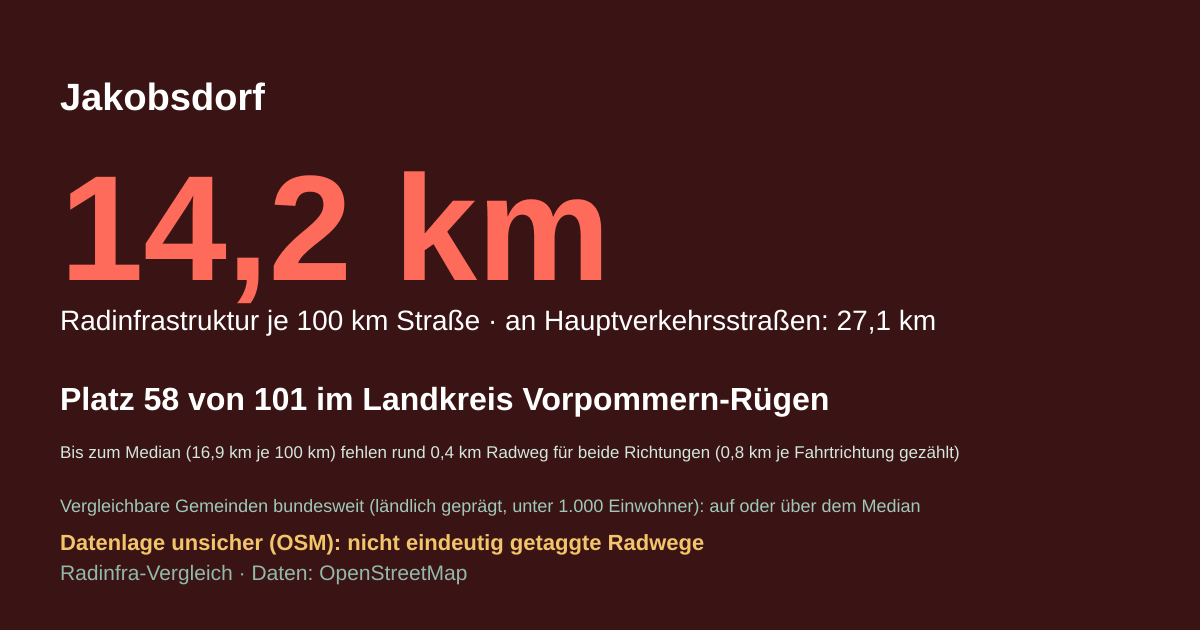 Jakobsdorf
14,2 km
Radinfrastruktur je 100 km Straße · an Hauptverkehrsstraßen: 27,1 km
Platz 58 von 101 im Landkreis Vorpommern-Rügen
Bis zum Median (16,9 km je 100 km) fehlen rund 0,4 km Radweg für beide Richtungen (0,8 km je Fahrtrichtung gezählt)
Vergleichbare Gemeinden bundesweit (ländlich geprägt, unter 1.000 Einwohner): auf oder über dem Median
Datenlage unsicher (OSM): nicht eindeutig getaggte Radwege
Radinfra-Vergleich · Daten: OpenStreetMap